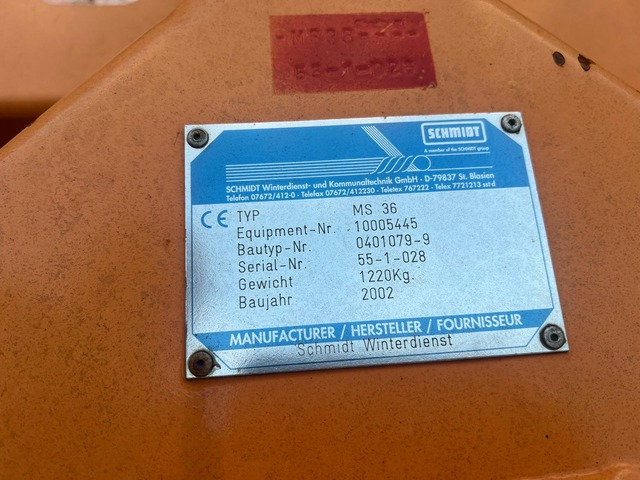 55-1-028
SCHMIDT
A member of the SCHMIDT group
SCHMIDT Winterdienst- und Kommunaltechnik GmbH · D-79837 St. Blasien
Telefon 07672/412-0 · Telefax 07672/412230 · Teletex 767222 · Telex 7721213 sst d
CE TYP MS 36
Equipment-Nr. 10005445
Bautyp-Nr. 0401079-9
Serial-Nr. 55-1-028
Gewicht 1220Kg.
Baujahr 2002
MANUFACTURER / HERSTELLER / FOURNISSEUR
Schmidt Winterdienst